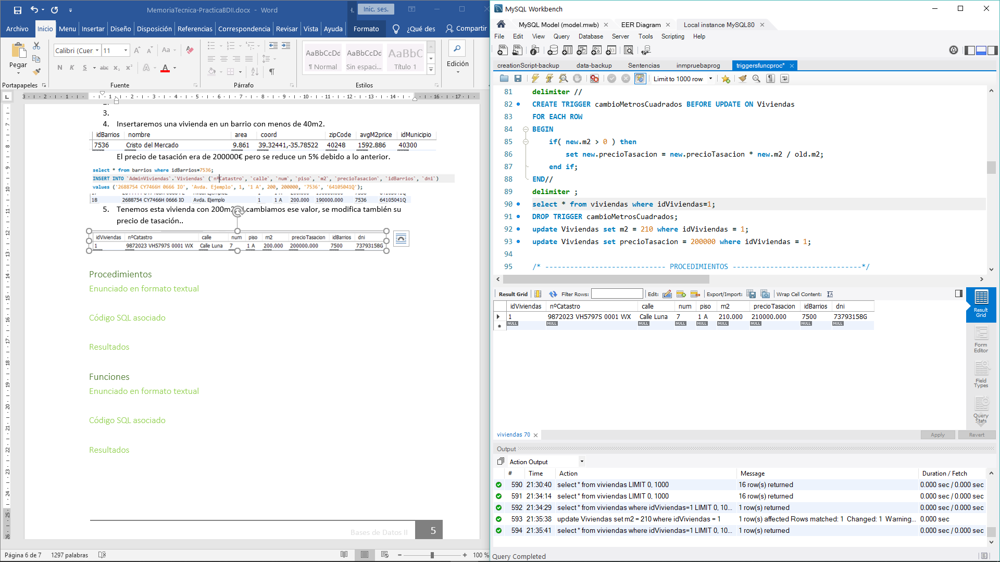 MemoriaTecnica-PracticaBDII.docx - Word
Inic. ses.
Archivo Inicio Menu Insertar Diseño Disposición Referencias Correspondencia Revisar Vista Ayuda Formato ¿Qué des Compartir
Pegar
Calibri (Cuer 11
N K S abc x₂ x²
Aa
A
AaBbCcDd AaBbCcDd AaBbC
¶ Normal Sin espaci... Título 1
Edición
Portapapeles Fuente Párrafo Estilos
3 2 1 1 2 3 4 5 6 7 8 9 10 11 12 13 14 16 17
3.
4. Insertaremos una vivienda en un barrio con menos de 40m2.
idBarrios nombre area coord zipCode avgM2price idMunicipio
7536 Cristo del Mercado 9.861 39.32441,-35.78522 40248 1592.886 40300
El precio de tasación era de 200000€ pero se reduce un 5% debido a lo anterior.
select * from barrios where idBarrios=7536;
INSERT INTO `AdminViviendas`.`Viviendas` (`nºCatastro`, `calle`, `num`, `piso`, `m2`, `precioTasacion`, `idBarrios`, `dni`)
values ('2688754 CY7466H 0666 IO', 'Avda. Ejemplo', 1, '1 A', 200, 200000, '7536', '64105041Q');
18 2688754 CY7466H 0666 IO Avda. Ejemplo 1 1 A 200.000 190000.000 7536 64105041Q
5. Tenemos esta vivienda con 200m2, si cambiamos ese valor, se modifica también su
precio de tasación..
idViviendas nºCatastro calle num piso m2 precioTasacion idBarrios dni
1 9872023 VH5797S 0001 WX Calle Luna 7 1 A 200.000 200000.000 7500 73793158G
Procedimientos
Enunciado en formato textual
Código SQL asociado
Resultados
Funciones
Enunciado en formato textual
Código SQL asociado
Resultados
Bases de Datos II 5
Página 6 de 7 1297 palabras 100 %
MySQL Workbench
MySQL Model (model.mwb) EER Diagram Local instance MySQL80
File Edit View Query Database Server Tools Scripting Help
creationScript-backup data-backup Sentencias inmpruebaprog triggersfuncproc*
Limit to 1000 row
81 delimiter //
82 CREATE TRIGGER cambioMetrosCuadrados BEFORE UPDATE ON Viviendas
83 FOR EACH ROW
84 BEGIN
85 if( new.m2 > 0 ) then
86 set new.precioTasacion = new.precioTasacion * new.m2 / old.m2;
87 end if;
88 END//
89 delimiter ;
90 select * from viviendas where idViviendas=1;
91 DROP TRIGGER cambioMetrosCuadrados;
92 update Viviendas set m2 = 210 where idViviendas = 1;
93 update Viviendas set precioTasacion = 200000 where idViviendas = 1;
94
95 /* ----------------------------- PROCEDIMIENTOS -------------------------------*/
Result Grid Filter Rows: Edit: Export/Import: Wrap Cell Content:
idViviendas nºCatastro calle num piso m2 precioTasacion idBarrios dni
1 9872023 VH5797S 0001 WX Calle Luna 7 1 A 210.000 210000.000 7500 73793158G
NULL NULL NULL NULL NULL NULL NULL NULL NULL
Result Grid
Form Editor
Field Types
Query Stats
viviendas 70 Apply Revert
Output
Action Output
# Time Action Message Duration / Fetch
590 21:30:40 select * from viviendas LIMIT 0, 1000 16 row(s) returned 0.000 sec / 0.000 sec
591 21:34:14 select * from viviendas LIMIT 0, 1000 16 row(s) returned 0.000 sec / 0.000 sec
592 21:34:29 select * from viviendas where idViviendas=1 LIMIT 0, 10... 1 row(s) returned 0.000 sec / 0.000 sec
593 21:35:38 update Viviendas set m2 = 210 where idViviendas = 1 1 row(s) affected Rows matched: 1 Changed: 1 Warning... 0.000 sec
594 21:35:41 select * from viviendas where idViviendas=1 LIMIT 0, 10... 1 row(s) returned 0.000 sec / 0.000 sec
Query Completed